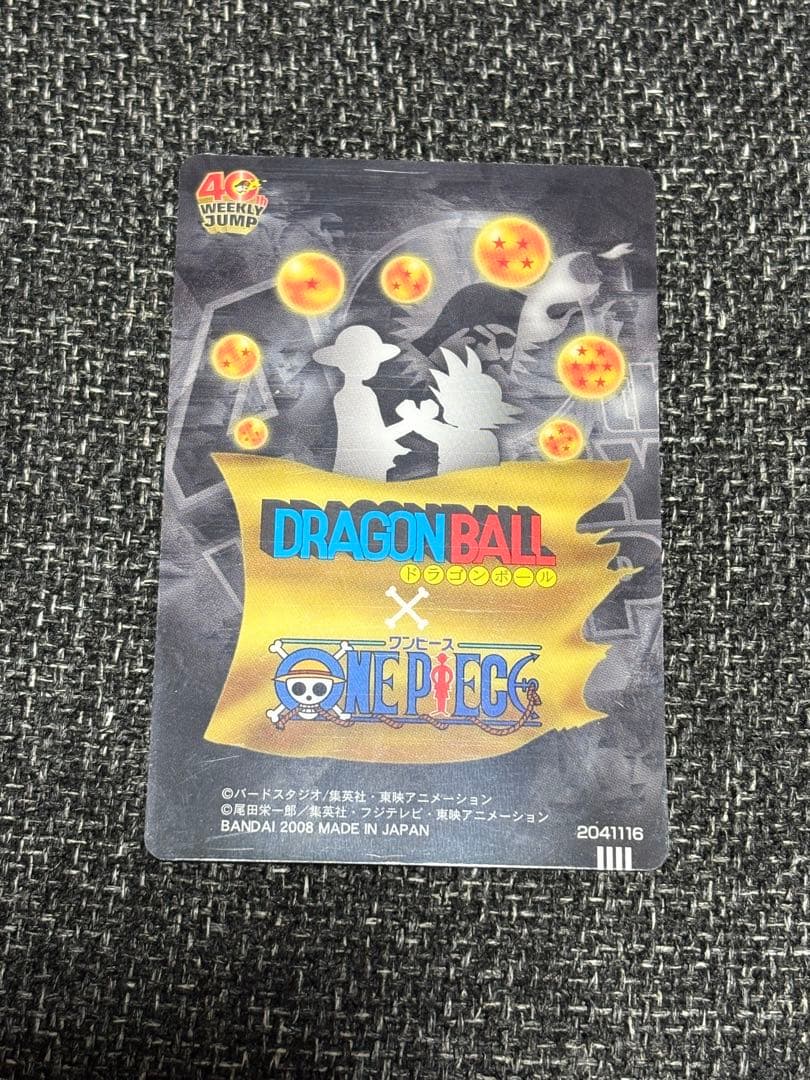 40th
WEEKLY
JUMP
DRAGON BALL
ドラゴンボール
×
ワンピース
ONE PIECE
©バードスタジオ/集英社・東映アニメーション
©尾田栄一郎/集英社・フジテレビ・東映アニメーション
BANDAI 2008 MADE IN JAPAN
2041116